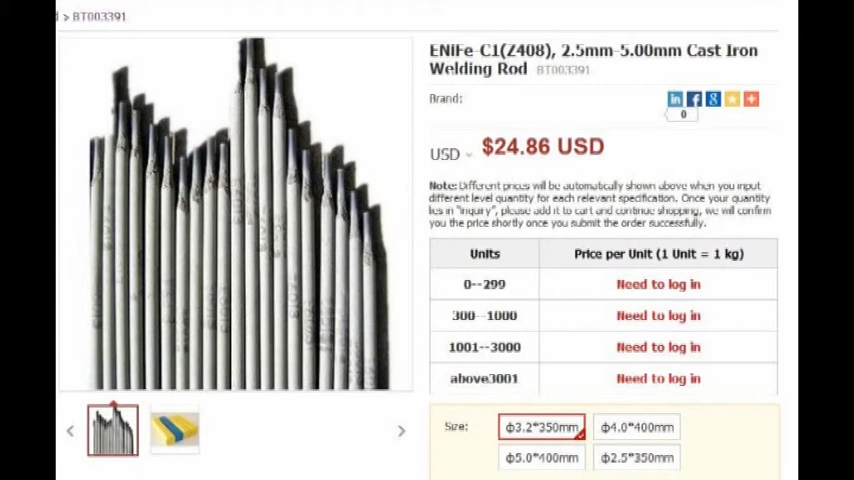 > BT003391
ENiFe-C1(Z408), 2.5mm-5.00mm Cast Iron
Welding Rod BT003391
Brand:
0
USD $24.86 USD
Note: Different prices will be automatically shown above when you input
different level quantity for each relevant specification. Once your quantity
lies in "inquiry", please add it to cart and continue shopping, we will confirm
you the price shortly once you submit the order successfully.
Units Price per Unit (1 Unit = 1 kg)
0--299 Need to log in
300--1000 Need to log in
1001--3000 Need to log in
above3001 Need to log in
Size: ф3.2*350mm ф4.0*400mm
ф5.0*400mm ф2.5*350mm